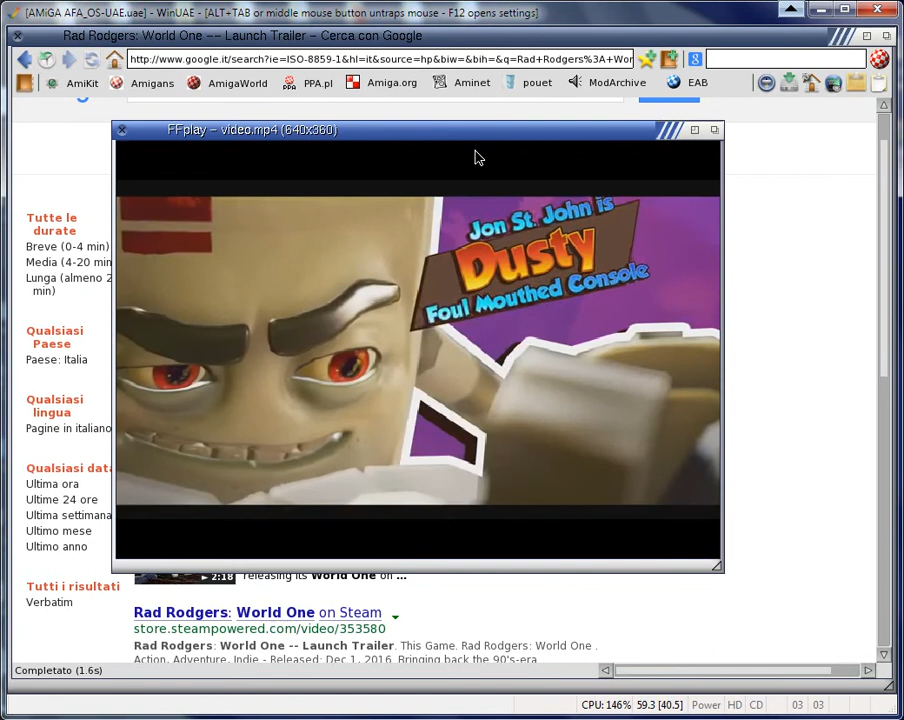 [AMiGA AFA_OS-UAE.uae] - WinUAE - [ALT+TAB or middle mouse button untraps mouse - F12 opens settings]
Rad Rodgers: World One -- Launch Trailer - Cerca con Google
http://www.google.it/search?ie=ISO-8859-1&hl=it&source=hp&biw=&bih=&q=Rad+Rodgers%3A+Wor
AmiKit Amigans AmigaWorld PPA PPA.pl Amiga.org Aminet pouet ModArchive EAB
FFplay - video.mp4 (640x360)
Jon St. John is
Dusty
Foul Mouthed Console
Tutte le
durate
Breve (0-4 min)
Media (4-20 min
Lunga (almeno 2
min)
Qualsiasi
Paese
Paese: Italia
Qualsiasi
lingua
Pagine in italiano
Qualsiasi data
Ultima ora
Ultime 24 ore
Ultima settimana
Ultimo mese
Ultimo anno
Tutti i risultati
Verbatim
2:18
releasing its World One on ...
Rad Rodgers: World One on Steam
store.steampowered.com/video/353580
Rad Rodgers: World One -- Launch Trailer. This Game. Rad Rodgers: World One .
Action, Adventure, Indie - Released: Dec 1, 2016. Bringing back the 90's-era
Completato (1.6s)
CPU: 146% 59.3 [40.5] Power HD CD 03 03